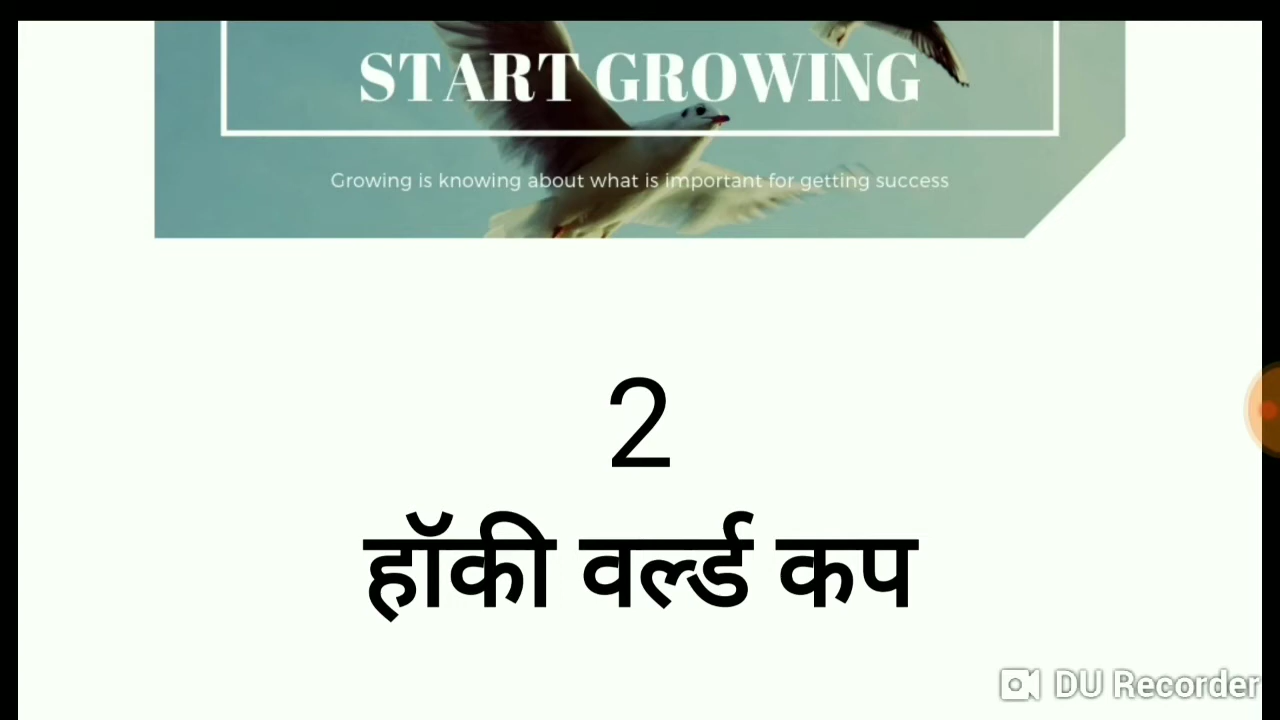 START GROWING
Growing is knowing about what is important for getting success
2
हॉकी वर्ल्ड कप
DU Recorder